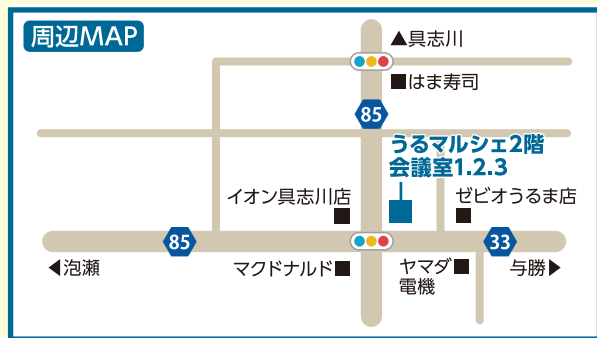 周辺MAP
▲具志川
■はま寿司
85
うるマルシェ2階
会議室1.2.3
イオン具志川店
ゼビオうるま店
85
33
◀泡瀬
マクドナルド■
ヤマダ■
電機
与勝▶